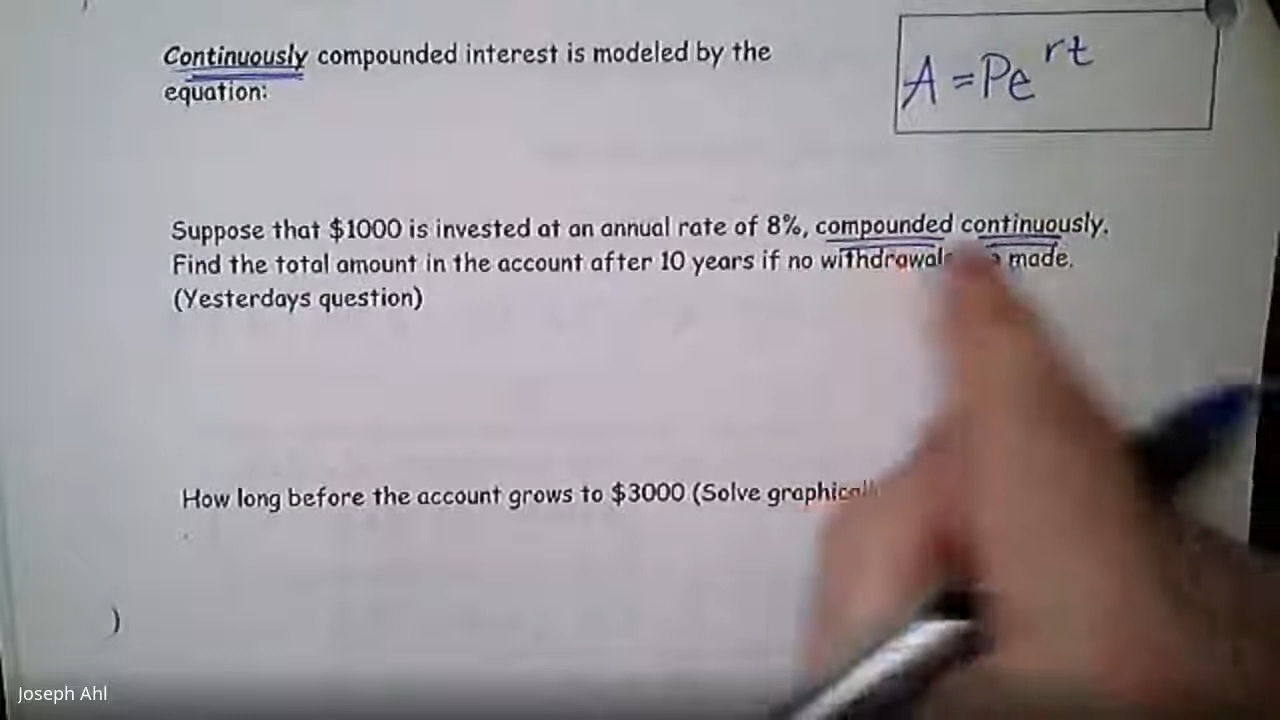 Continuously compounded interest is modeled by the
equation:
A = Pe^rt
Suppose that $1000 is invested at an annual rate of 8%, compounded continuously.
Find the total amount in the account after 10 years if no withdrawals made.
(Yesterdays question)
How long before the account grows to $3000 (Solve graphically
)
Joseph Ahl